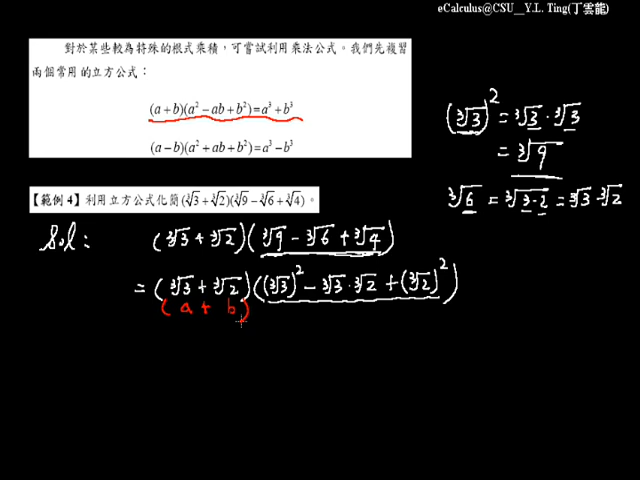 eCalculus@CSU__Y.L. Ting(丁雲龍)
對於某些較為特殊的根式乘積，可嘗試利用乘法公式。我們先複習
兩個常用的立方公式：
(a+b)(a²−ab+b²)=a³+b³
(a−b)(a²+ab+b²)=a³−b³
(∛3)² = ∛3 · ∛3
= ∛9
∛6 = ∛3·2 = ∛3 · ∛2
【範例 4】利用立方公式化簡(∛3+∛2)(∛9−∛6+∛4)。
Sol : (∛3+∛2)(∛9−∛6+∛4)
= (∛3+∛2)((∛3)²−∛3·∛2+(∛2)²)
(a + b)